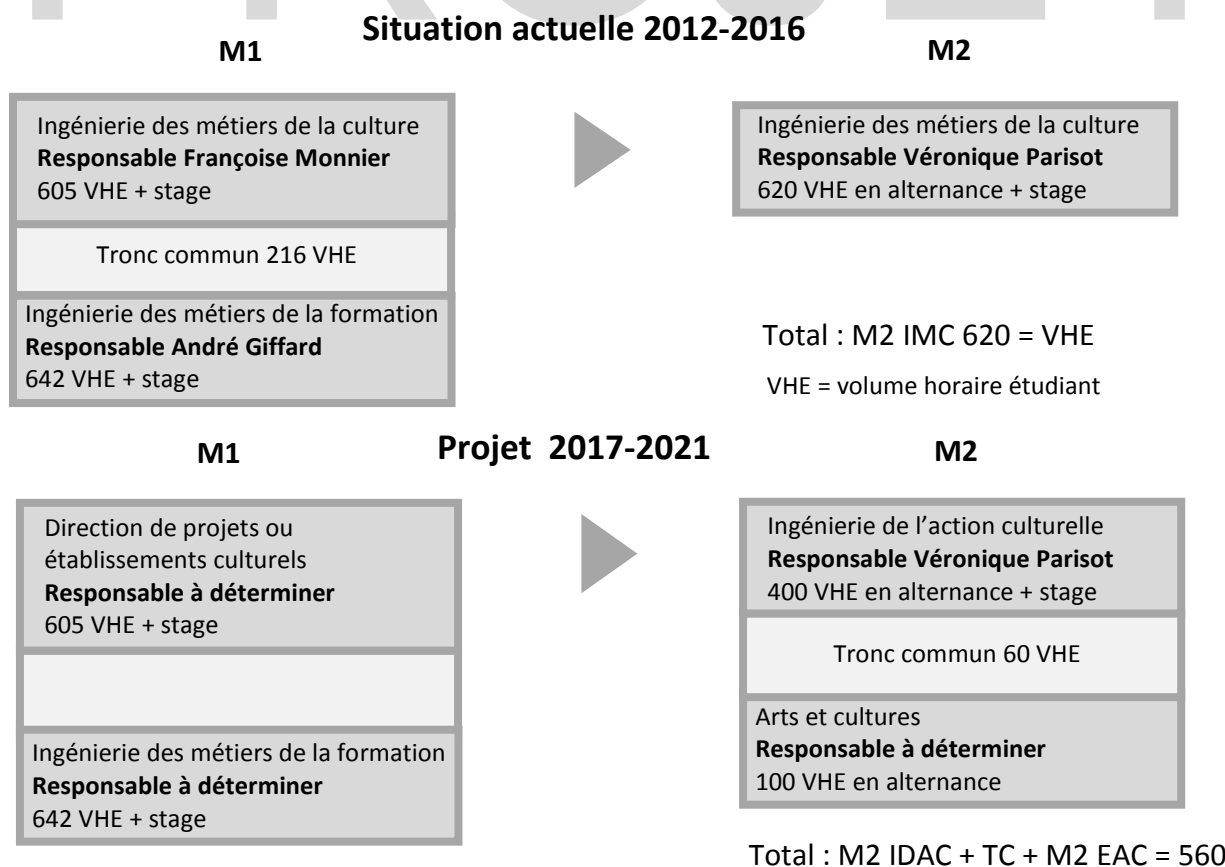 PROJET
Situation actuelle 2012-2016
M1
M2
Ingénierie des métiers de la culture
Responsable Françoise Monnier
605 VHE + stage
Tronc commun 216 VHE
Ingénierie des métiers de la formation
Responsable André Giffard
642 VHE + stage
Ingénierie des métiers de la culture
Responsable Véronique Parisot
620 VHE en alternance + stage
Total : M2 IMC 620 = VHE
VHE = volume horaire étudiant
Projet 2017-2021
M1
M2
Direction de projets ou
établissements culturels
Responsable à déterminer
605 VHE + stage
Ingénierie des métiers de la formation
Responsable à déterminer
642 VHE + stage
Ingénierie de l’action culturelle
Responsable Véronique Parisot
400 VHE en alternance + stage
Tronc commun 60 VHE
Arts et cultures
Responsable à déterminer
100 VHE en alternance
Total : M2 IDAC + TC + M2 EAC = 560